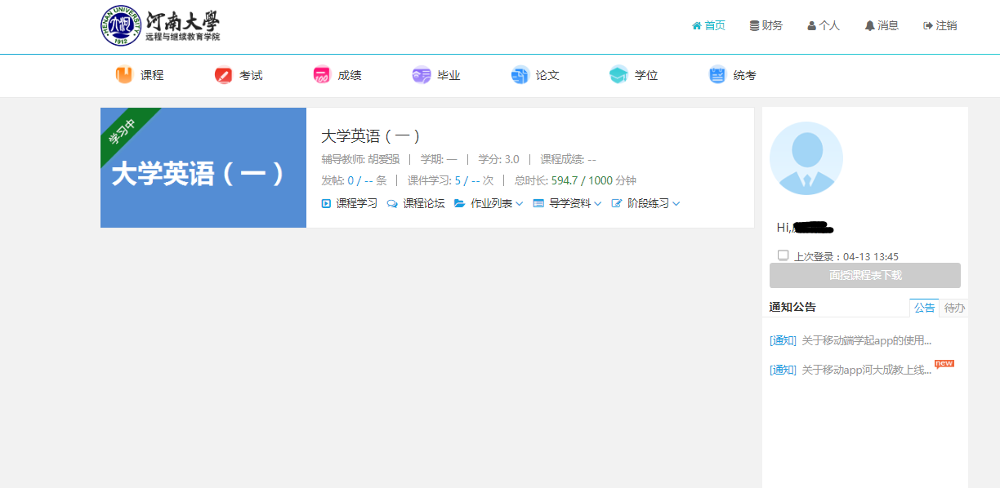 HENAN UNIVERSITY
1912
河南大學
远程与继续教育学院
首页 财务 个人 消息 注销
课程 考试 成绩 毕业 论文 学位 统考
学习中
大学英语（一）
大学英语（一）
辅导教师: 胡爱强 | 学期: 一 | 学分: 3.0 | 课程成绩: --
发帖: 0 / -- 条 | 课件学习: 5 / -- 次 | 总时长: 594.7 / 1000 分钟
课程学习 课程论坛 作业列表 导学资料 阶段练习
Hi,
上次登录：04-13 13:45
面授课程表下载
通知公告 公告 待办
[通知] 关于移动端学起app的使用...
[通知] 关于移动app河大成教上线... new